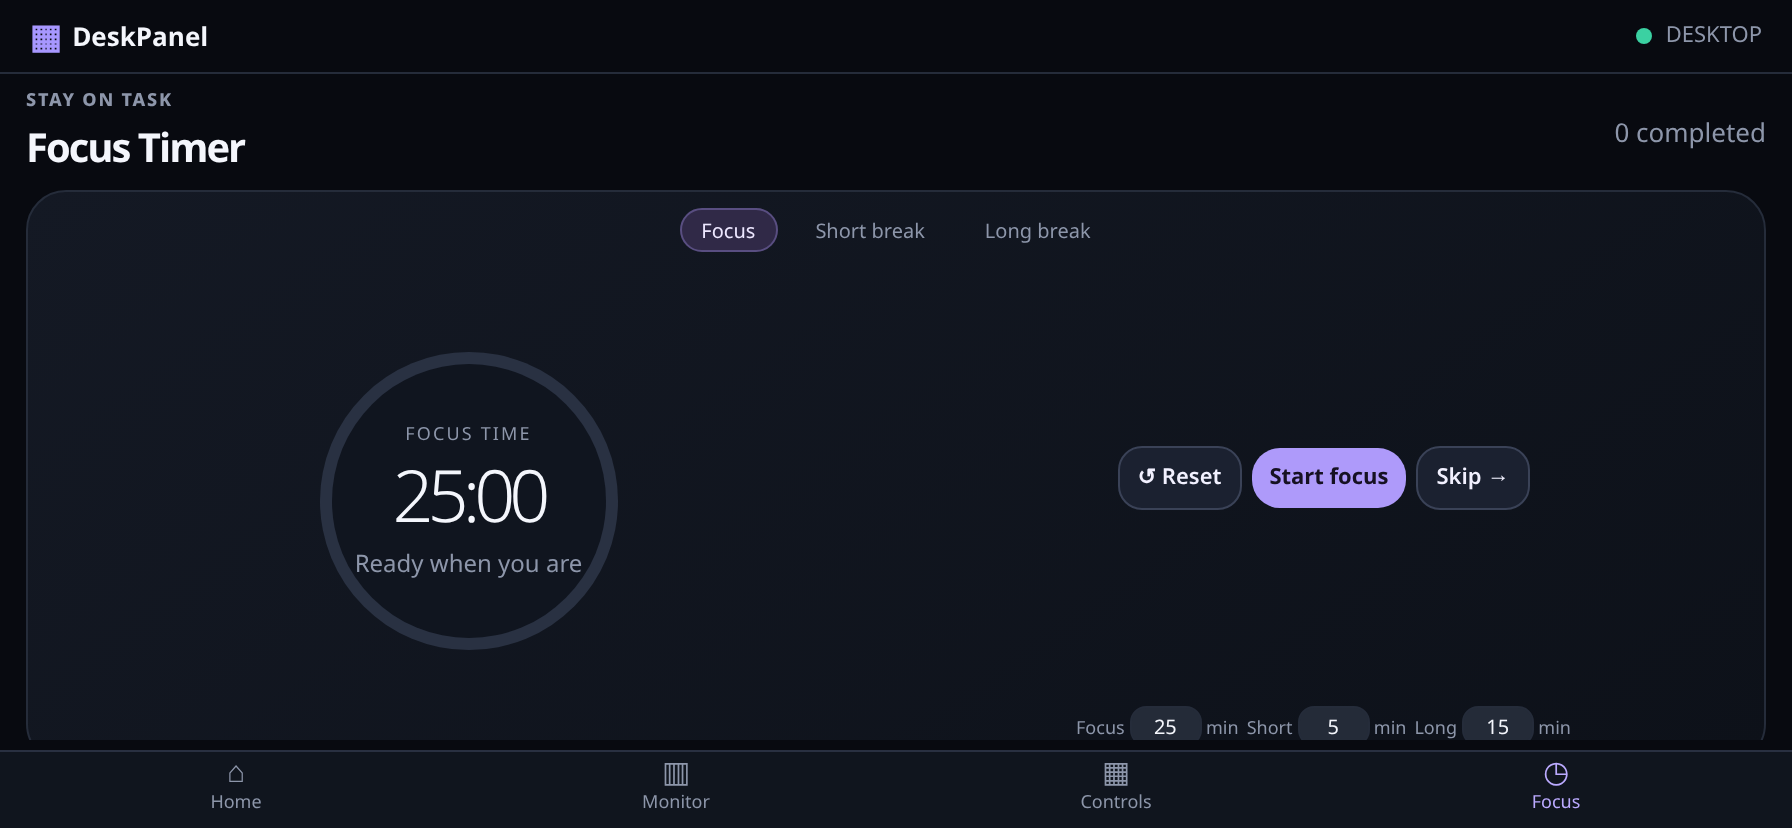 DeskPanel
DESKTOP
STAY ON TASK
Focus Timer
0 completed
Focus Short break Long break
FOCUS TIME
25:00
Ready when you are
↺ Reset Start focus Skip →
Focus 25 min Short 5 min Long 15 min
Home Monitor Controls Focus